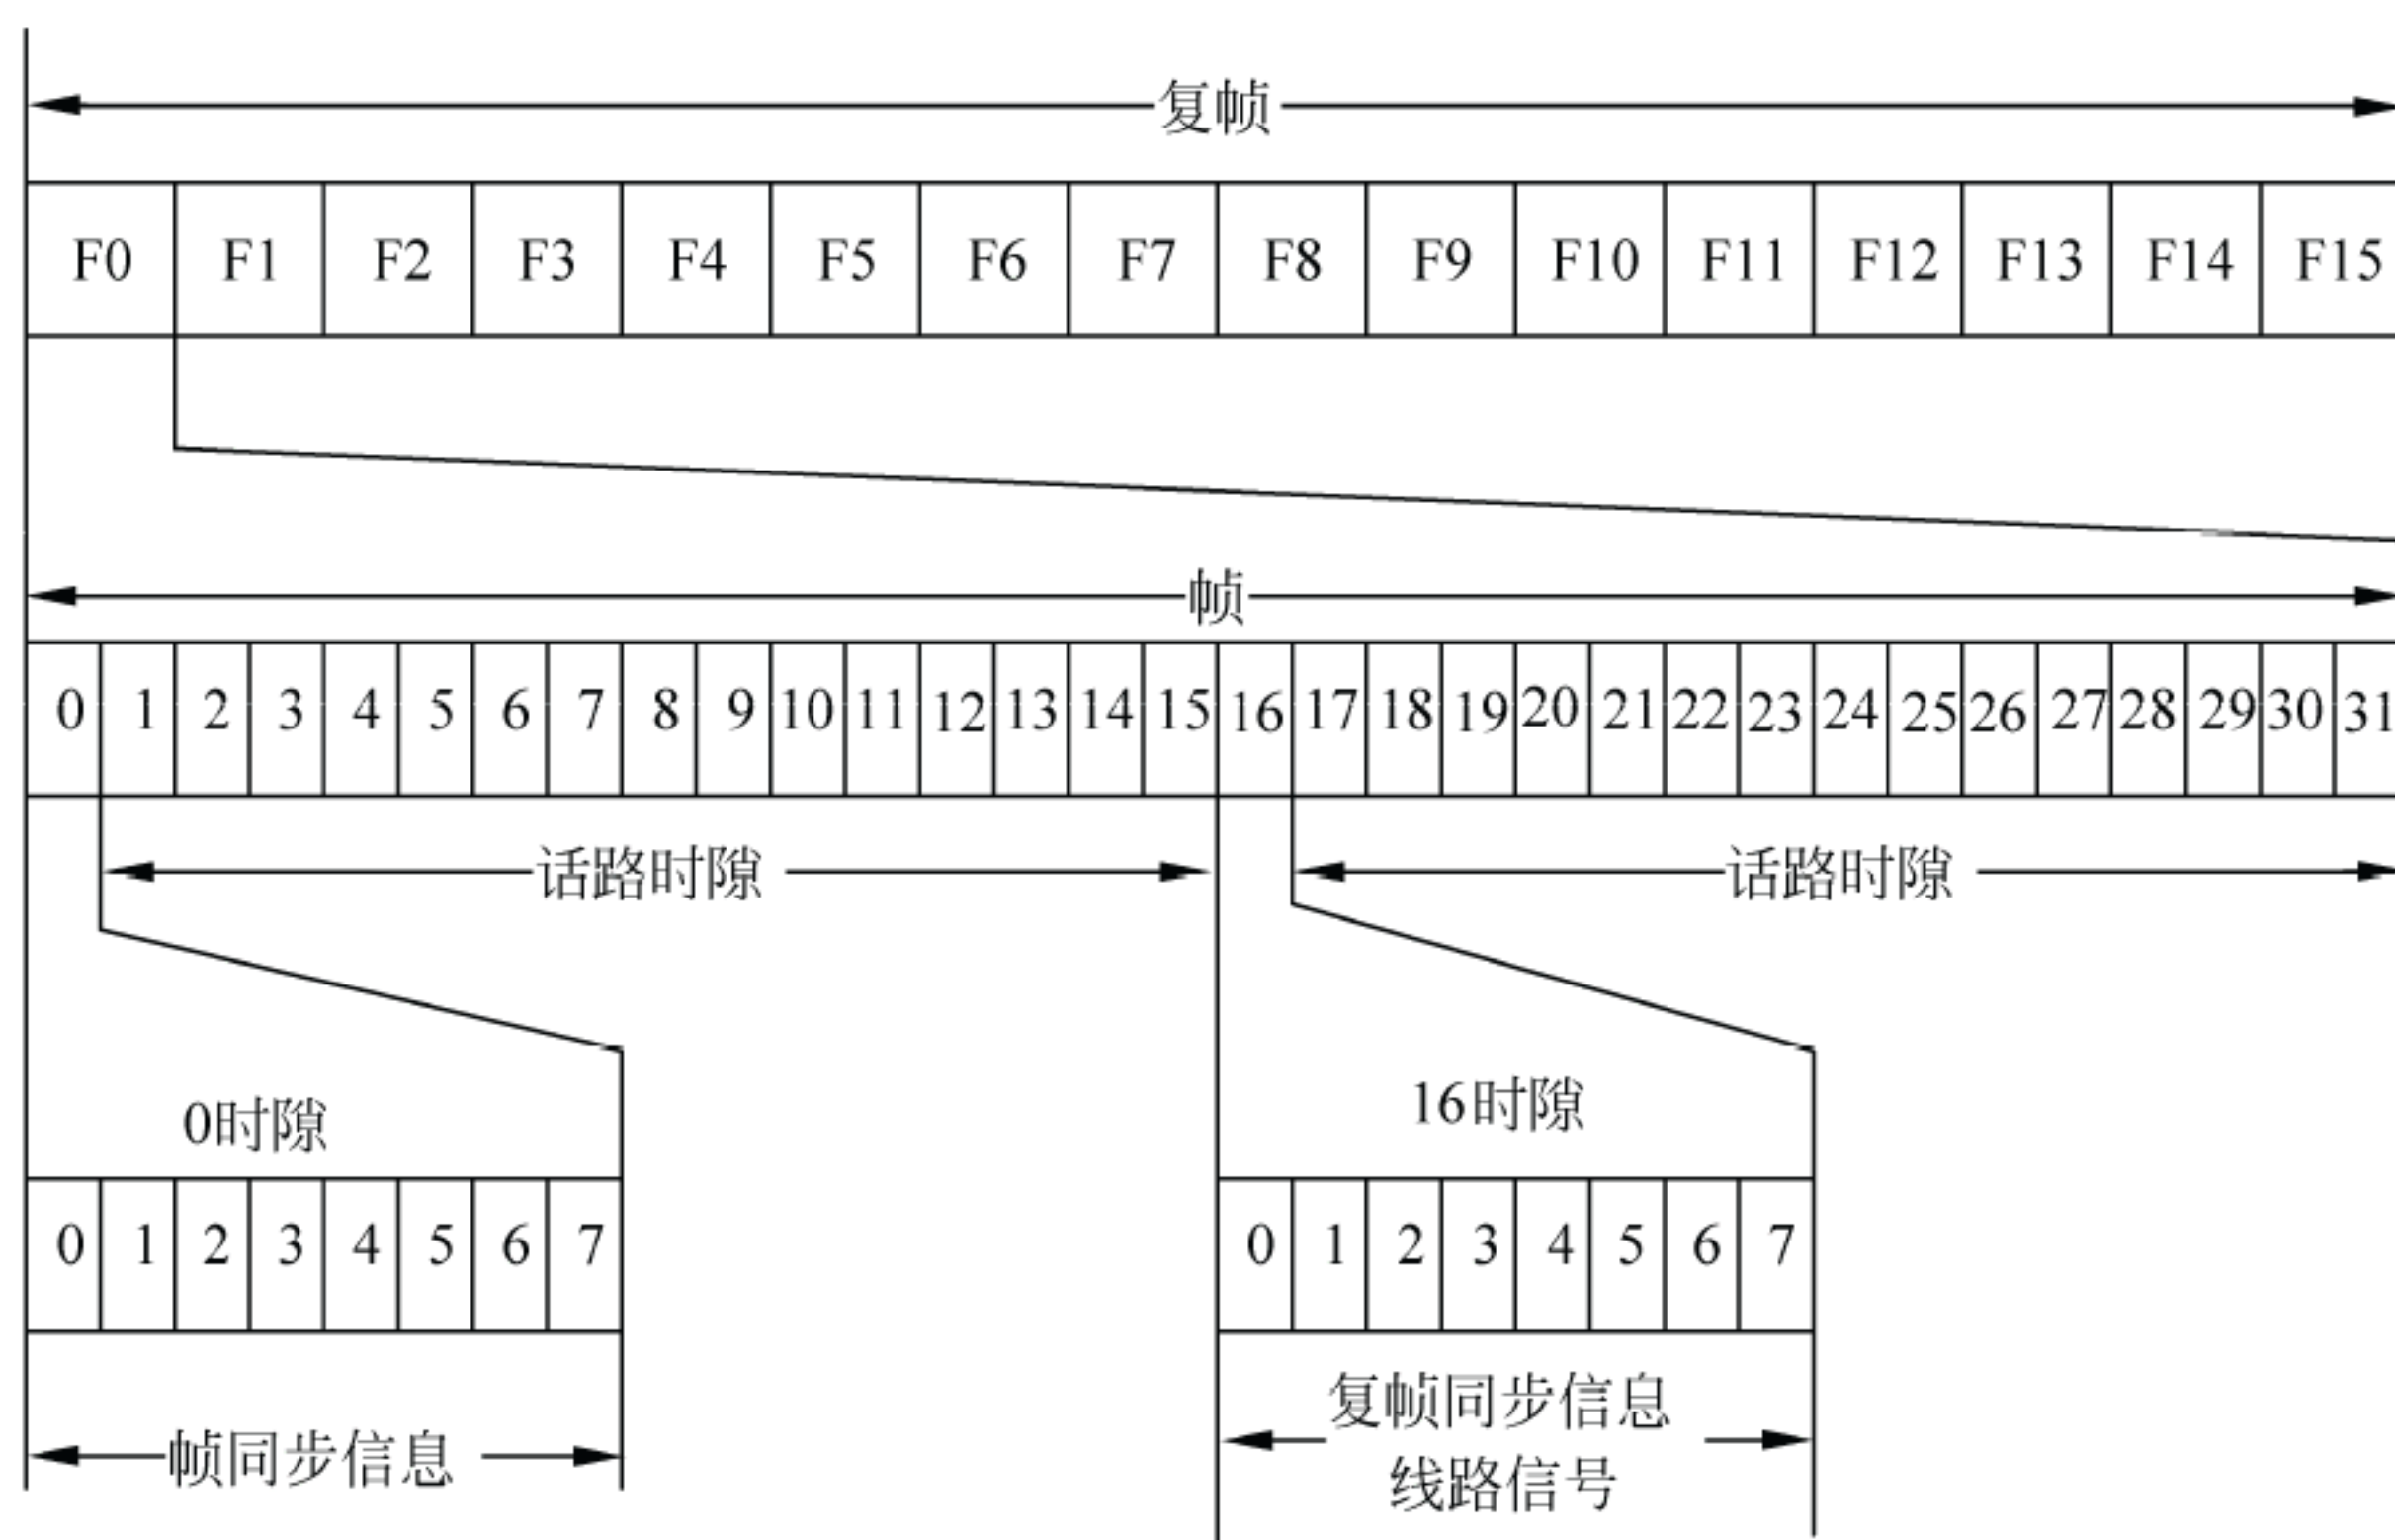 复帧
F0 F1 F2 F3 F4 F5 F6 F7 F8 F9 F10 F11 F12 F13 F14 F15
帧
0 1 2 3 4 5 6 7 8 9 10 11 12 13 14 15 16 17 18 19 20 21 22 23 24 25 26 27 28 29 30 31
话路时隙 话路时隙
0时隙 16时隙
0 1 2 3 4 5 6 7 0 1 2 3 4 5 6 7
复帧同步信息
帧同步信息
线路信号